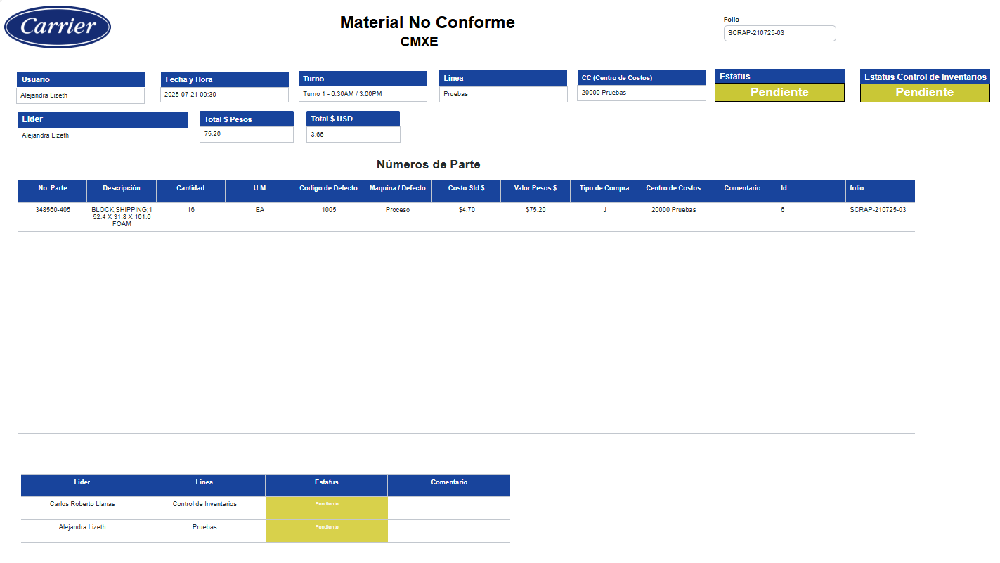 Carrier
Material No Conforme
CMXE
Folio
SCRAP-210725-03
Usuario
Alejandra Lizeth
Fecha y Hora
2025-07-21 09:30
Turno
Turno 1 - 6:30AM / 3:00PM
Linea
Pruebas
CC (Centro de Costos)
20000 Pruebas
Estatus
Pendiente
Estatus Control de Inventarios
Pendiente
Lider
Alejandra Lizeth
Total $ Pesos
75.20
Total $ USD
3.66
Números de Parte
No. Parte Descripción Cantidad U.M Codigo de Defecto Maquina / Defecto Costo Std $ Valor Pesos $ Tipo de Compra Centro de Costos Comentario Id folio
348560-405 BLOCK,SHIPPING;1 16 EA 1005 Proceso $4.70 $75.20 J 20000 Pruebas 6 SCRAP-210725-03
52.4 X 31.8 X 101.6
FOAM
Lider Linea Estatus Comentario
Carlos Roberto Llanas Control de Inventarios Pendiente
Alejandra Lizeth Pruebas Pendiente